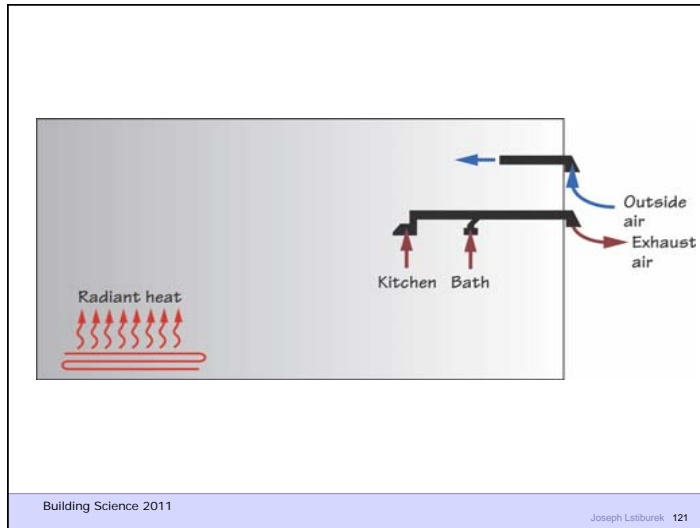 Outside
air
Exhaust
air
Kitchen Bath
Radiant heat
Building Science 2011
Joseph Lstiburek 121